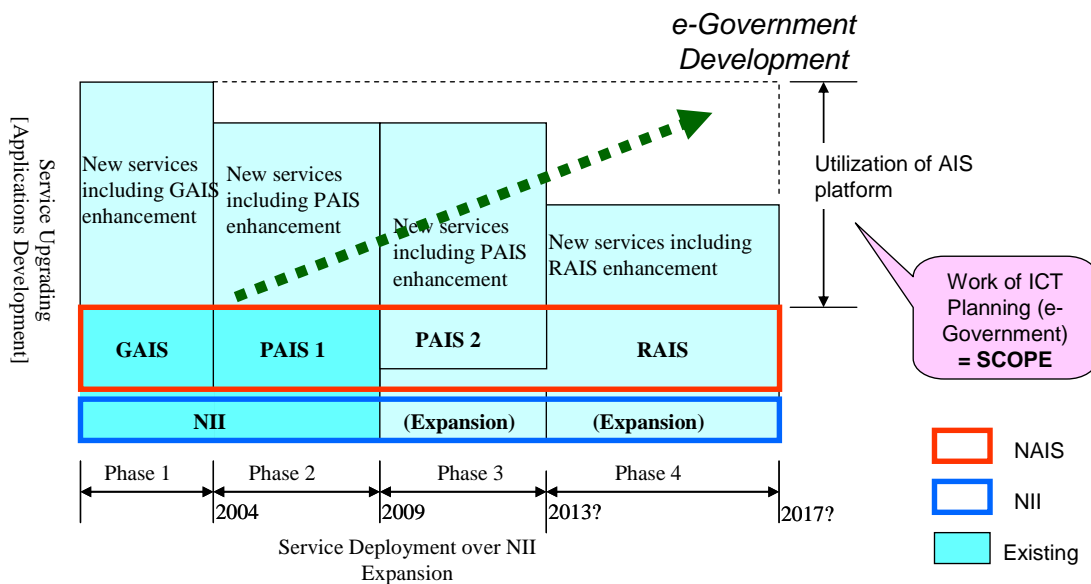 e-Government
Development
Service Upgrading
[Applications Development]
New services
including GAIS
enhancement
New services
including PAIS
enhancement
New services
including PAIS
enhancement
New services including
RAIS enhancement
Utilization of AIS
platform
Work of ICT
Planning (e-
Government)
= SCOPE
GAIS
PAIS 1
PAIS 2
RAIS
NII
(Expansion)
(Expansion)
NAIS
NII
Existing
Phase 1
Phase 2
Phase 3
Phase 4
2004
2009
2013?
2017?
Service Deployment over NII
Expansion